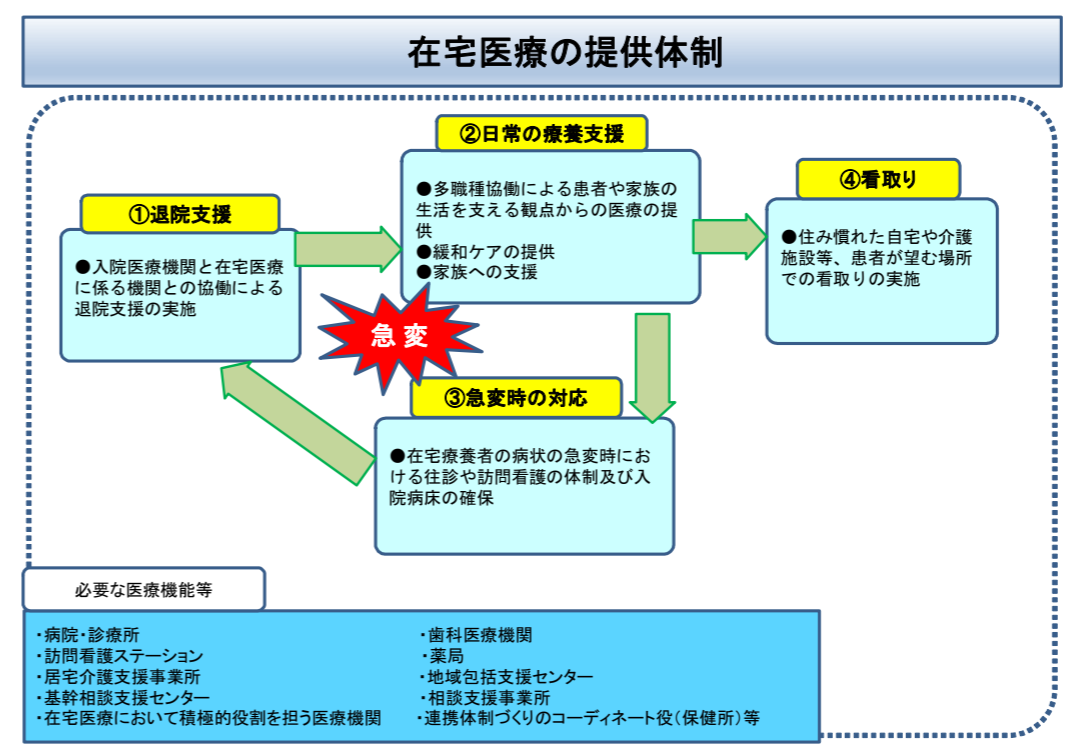 在宅医療の提供体制
①退院支援
●入院医療機関と在宅医療
に係る機関との協働による
退院支援の実施
②日常の療養支援
●多職種協働による患者や家族の
生活を支える観点からの医療の提
供
●緩和ケアの提供
●家族への支援
急 変
③急変時の対応
●在宅療養者の病状の急変時にお
ける往診や訪問看護の体制及び入
院病床の確保
④看取り
●住み慣れた自宅や介護
施設等、患者が望む場所
での看取りの実施
必要な医療機能等
・病院・診療所
・訪問看護ステーション
・居宅介護支援事業所
・基幹相談支援センター
・在宅医療において積極的役割を担う医療機関
・歯科医療機関
・薬局
・地域包括支援センター
・相談支援事業所
・連携体制づくりのコーディネート役(保健所)等